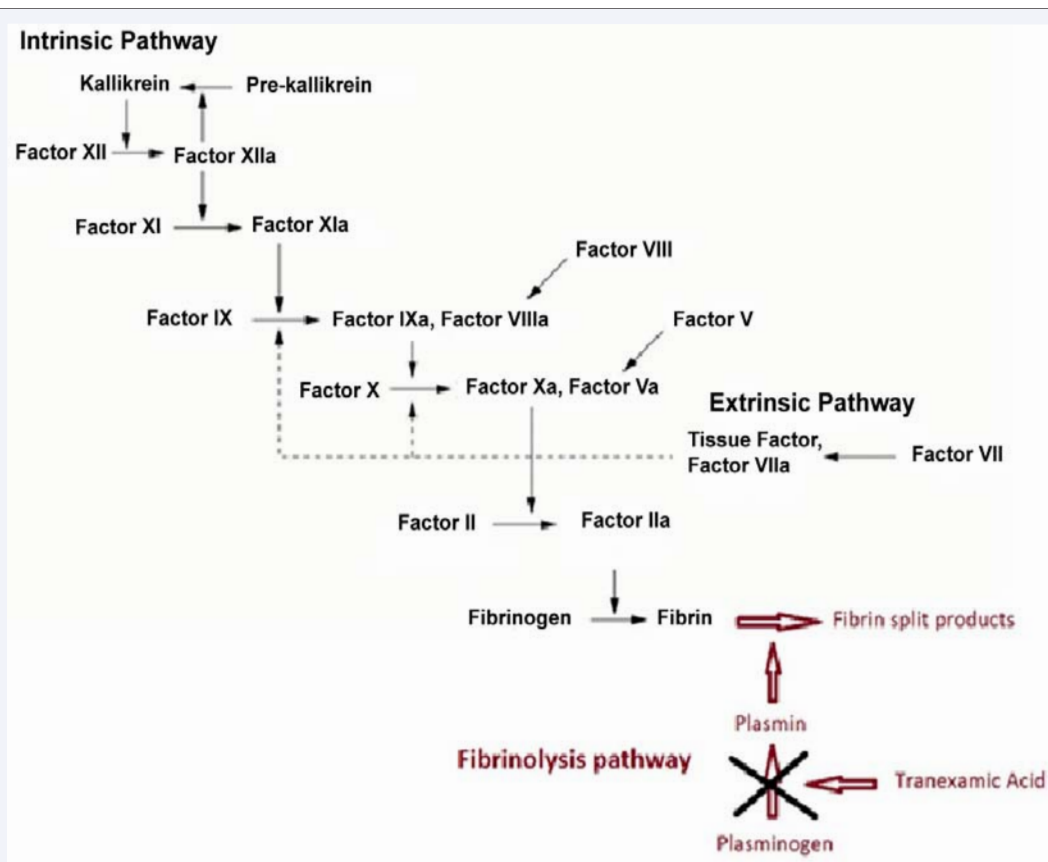 Intrinsic Pathway
Kallikrein
Pre-kallikrein
Factor XII
Factor XIIa
Factor XI
Factor XIa
Factor VIII
Factor IX
Factor IXa, Factor VIIIa
Factor V
Factor X
Factor Xa, Factor Va
Extrinsic Pathway
Tissue Factor,
Factor VIIa
Factor VII
Factor II
Factor IIa
Fibrinogen
Fibrin
Fibrin split products
Plasmin
Fibrinolysis pathway
Tranexamic Acid
Plasminogen